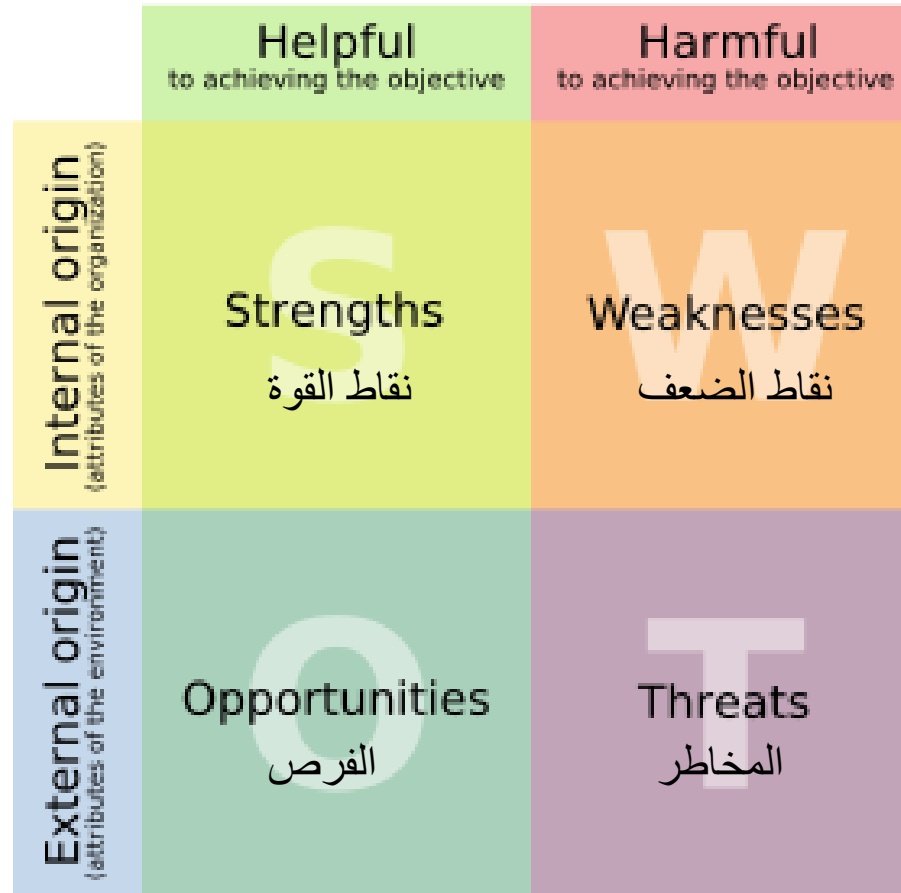 Helpful
to achieving the objective
Harmful
to achieving the objective
Internal origin
(attributes of the organization)
S
Strengths
نقاط القوة
W
Weaknesses
نقاط الضعف
External origin
(attributes of the environment)
O
Opportunities
الفرص
T
Threats
المخاطر